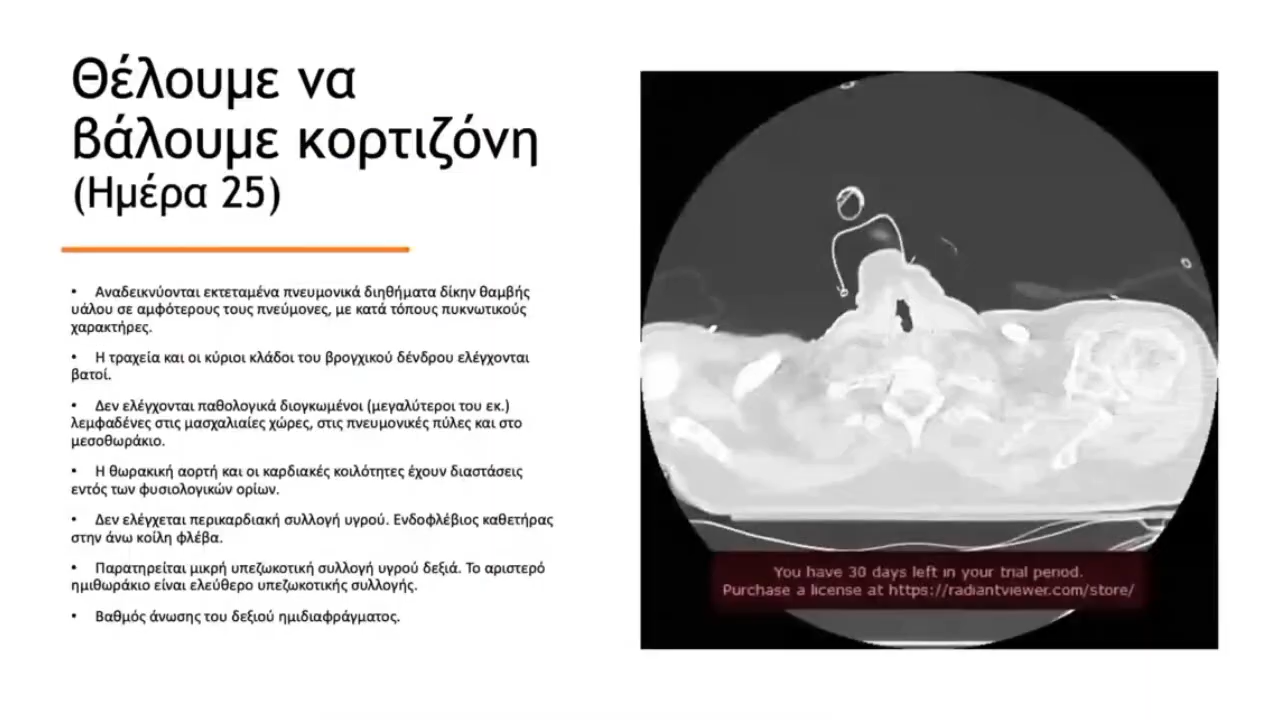 Θέλουμε να
βάλουμε κορτιζόνη
(Ημέρα 25)
• Αναδεικνύονται εκτεταμένα πνευμονικά διηθήματα δίκην θαμβής
υάλου σε αμφότερους τους πνεύμονες, με κατά τόπους πυκνωτικούς
χαρακτήρες.
• Η τραχεία και οι κύριοι κλάδοι του βρογχικού δένδρου ελέγχονται
βατοί.
• Δεν ελέγχονται παθολογικά διογκωμένοι (μεγαλύτεροι του εκ.)
λεμφαδένες στις μασχαλιαίες χώρες, στις πνευμονικές πύλες και στο
μεσοθωράκιο.
• Η θωρακική αορτή και οι καρδιακές κοιλότητες έχουν διαστάσεις
εντός των φυσιολογικών ορίων.
• Δεν ελέγχεται περικαρδιακή συλλογή υγρού. Ενδοφλέβιος καθετήρας
στην άνω κοίλη φλέβα.
• Παρατηρείται μικρή υπεζωκοτική συλλογή υγρού δεξιά. Το αριστερό
ημιθωράκιο είναι ελεύθερο υπεζωκοτικής συλλογής.
• Βαθμός άνωσης του δεξιού ημιδιαφράγματος.
You have 30 days left in your trial period.
Purchase a license at https://radiantviewer.com/store/